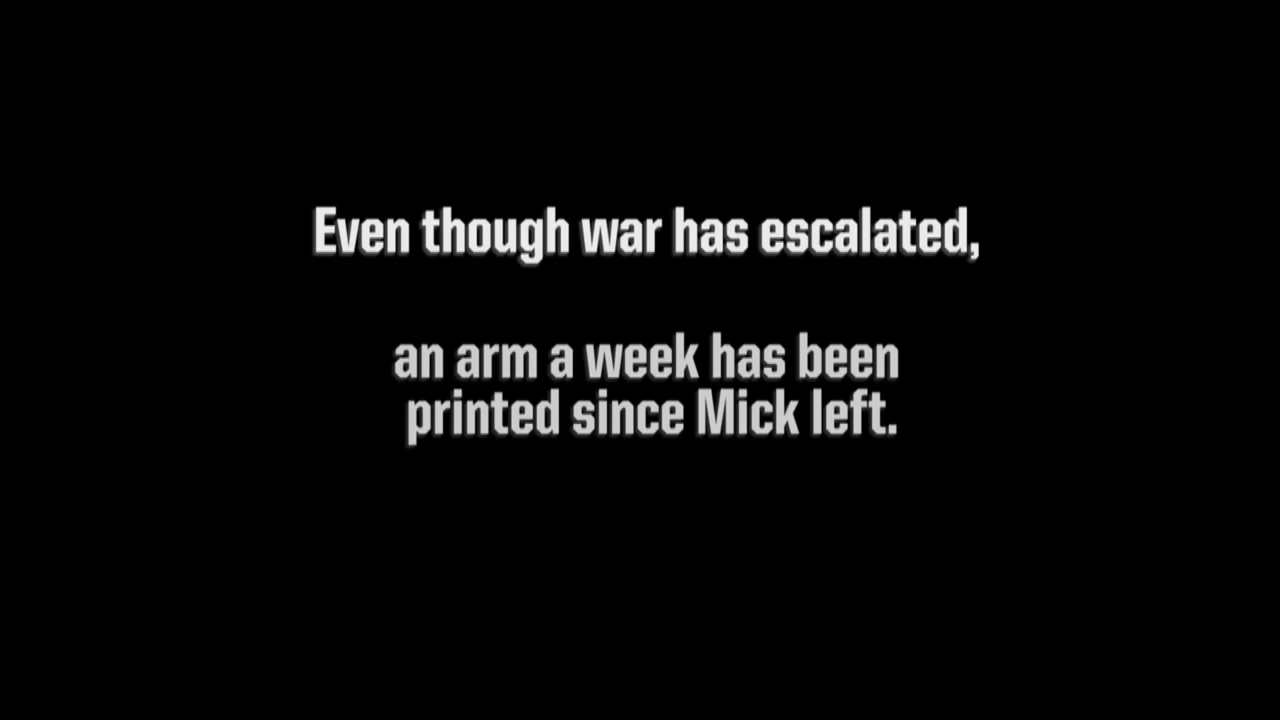 Even though war has escalated,
an arm a week has been
printed since Mick left.